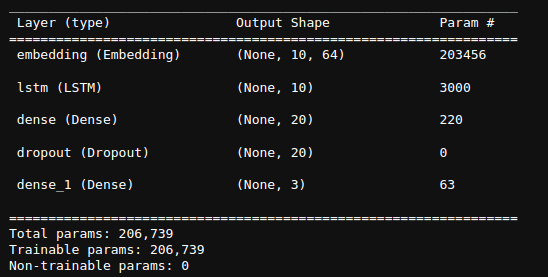 Layer (type) Output Shape Param #
embedding (Embedding) (None, 10, 64) 203456
lstm (LSTM) (None, 10) 3000
dense (Dense) (None, 20) 220
dropout (Dropout) (None, 20) 0
dense_1 (Dense) (None, 3) 63
Total params: 206,739
Trainable params: 206,739
Non-trainable params: 0